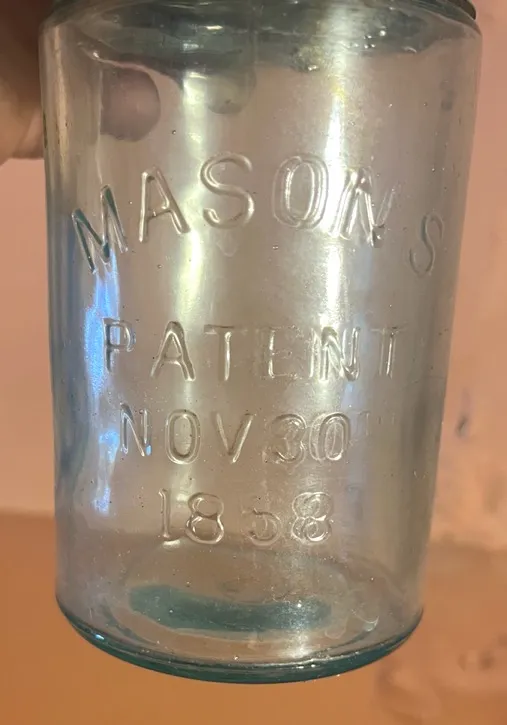 MASON'S
PATENT
NOV 30TH
1858